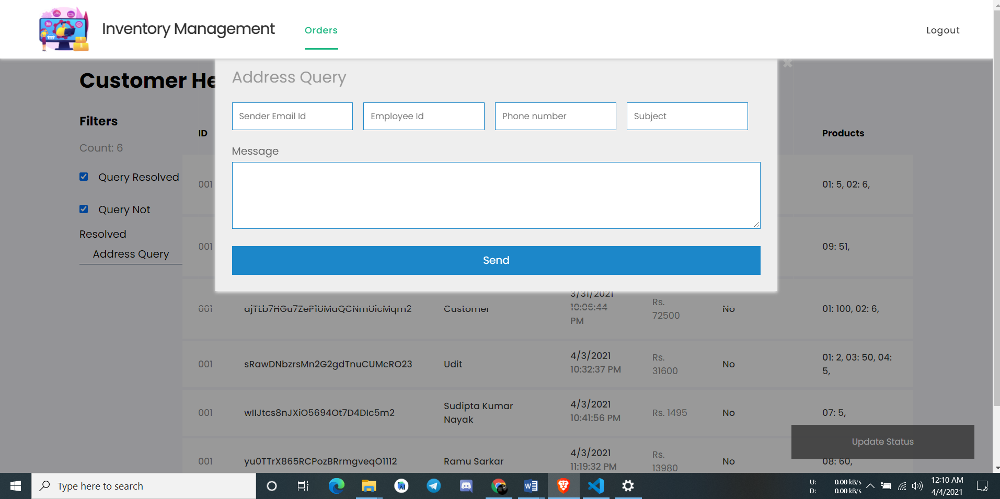 Inventory Management
Orders
Logout
Customer He
Address Query
Sender Email Id
Employee Id
Phone number
Subject
Message
Send
Filters
Count: 6
Query Resolved
Query Not
Resolved
Address Query
ID
Products
001
01: 5, 02: 6,
001
09: 51,
001
ajTLb7HGu7ZeP1UMaQCNmUicMqm2
Customer
3/31/2021
10:06:44
PM
Rs.
72500
No
01: 100, 02: 6,
001
sRawDNbzrsMn2G2gdTnuCUMcRO23
Udit
4/3/2021
10:32:37 PM
Rs.
31600
No
01: 2, 03: 50, 04:
5,
001
wIIJtcs8nJXiO5694Ot7D4DIc5m2
Sudipta Kumar
Nayak
4/3/2021
10:41:56 PM
Rs. 1495
No
07: 5,
Update Status
001
yu0TTrX865RCPozBRrmgveqO1112
Ramu Sarkar
4/3/2021
11:19:32 PM
Rs.
13980
No
08: 60,
Type here to search
U: 0.00 kB/s
D: 0.00 kB/s
12:10 AM
4/4/2021